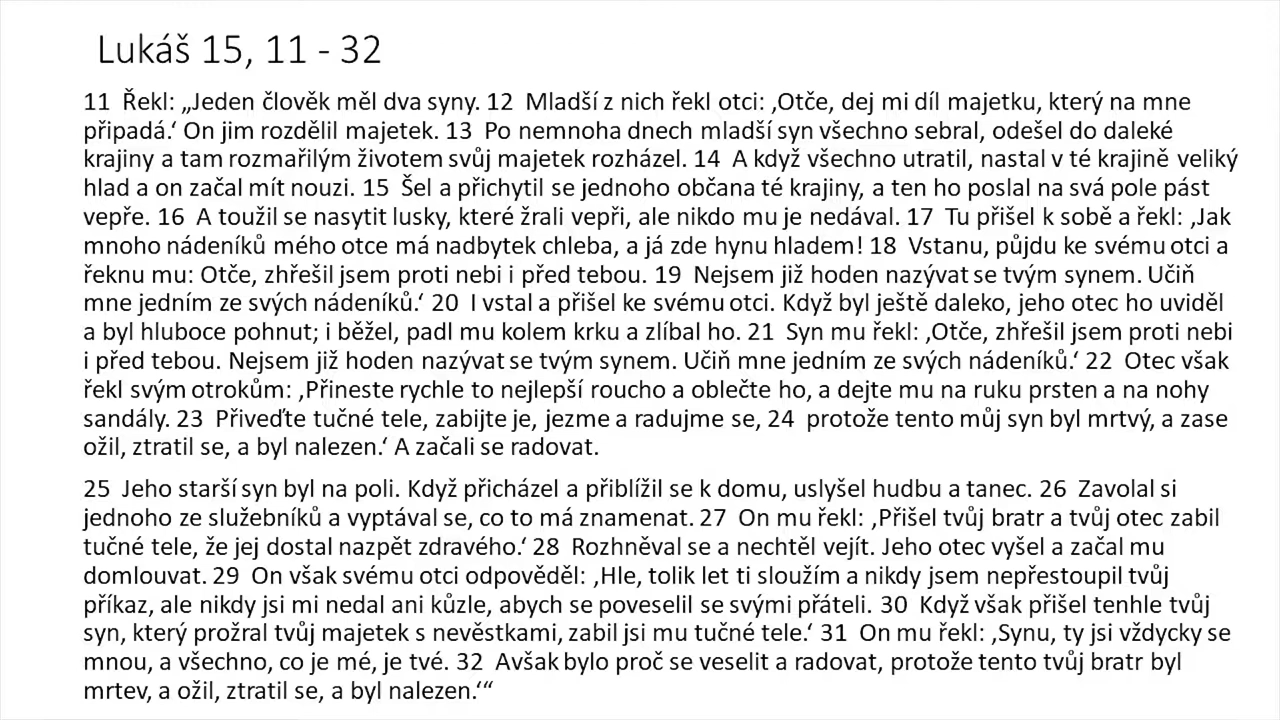 Lukáš 15, 11 - 32
11 Řekl: „Jeden člověk měl dva syny. 12 Mladší z nich řekl otci: ‚Otče, dej mi díl majetku, který na mne
připadá.‘ On jim rozdělil majetek. 13 Po nemnoha dnech mladší syn všechno sebral, odešel do daleké
krajiny a tam rozmařilým životem svůj majetek rozházel. 14 A když všechno utratil, nastal v té krajině veliký
hlad a on začal mít nouzi. 15 Šel a přichytil se jednoho občana té krajiny, a ten ho poslal na svá pole pást
vepře. 16 A toužil se nasytit lusky, které žrali vepři, ale nikdo mu je nedával. 17 Tu přišel k sobě a řekl: ‚Jak
mnoho nádeníků mého otce má nadbytek chleba, a já zde hynu hladem! 18 Vstanu, půjdu ke svému otci a
řeknu mu: Otče, zhřešil jsem proti nebi i před tebou. 19 Nejsem již hoden nazývat se tvým synem. Učiň
mne jedním ze svých nádeníků.‘ 20 I vstal a přišel ke svému otci. Když byl ještě daleko, jeho otec ho uviděl
a byl hluboce pohnut; i běžel, padl mu kolem krku a zlíbal ho. 21 Syn mu řekl: ‚Otče, zhřešil jsem proti nebi
i před tebou. Nejsem již hoden nazývat se tvým synem. Učiň mne jedním ze svých nádeníků.‘ 22 Otec však
řekl svým otrokům: ‚Přineste rychle to nejlepší roucho a oblečte ho, a dejte mu na ruku prsten a na nohy
sandály. 23 Přiveďte tučné tele, zabijte je, jezme a radujme se, 24 protože tento můj syn byl mrtvý, a zase
ožil, ztratil se, a byl nalezen.‘ A začali se radovat.
25 Jeho starší syn byl na poli. Když přicházel a přiblížil se k domu, uslyšel hudbu a tanec. 26 Zavolal si
jednoho ze služebníků a vyptával se, co to má znamenat. 27 On mu řekl: ‚Přišel tvůj bratr a tvůj otec zabil
tučné tele, že jej dostal nazpět zdravého.‘ 28 Rozhněval se a nechtěl vejít. Jeho otec vyšel a začal mu
domlouvat. 29 On však svému otci odpověděl: ‚Hle, tolik let ti sloužím a nikdy jsem nepřestoupil tvůj
příkaz, ale nikdy jsi mi nedal ani kůzle, abych se poveselil se svými přáteli. 30 Když však přišel tenhle tvůj
syn, který prožral tvůj majetek s nevěstkami, zabil jsi mu tučné tele.‘ 31 On mu řekl: ‚Synu, ty jsi vždycky se
mnou, a všechno, co je mé, je tvé. 32 Avšak bylo proč se veselit a radovat, protože tento tvůj bratr byl
mrtev, a ožil, ztratil se, a byl nalezen.‘“